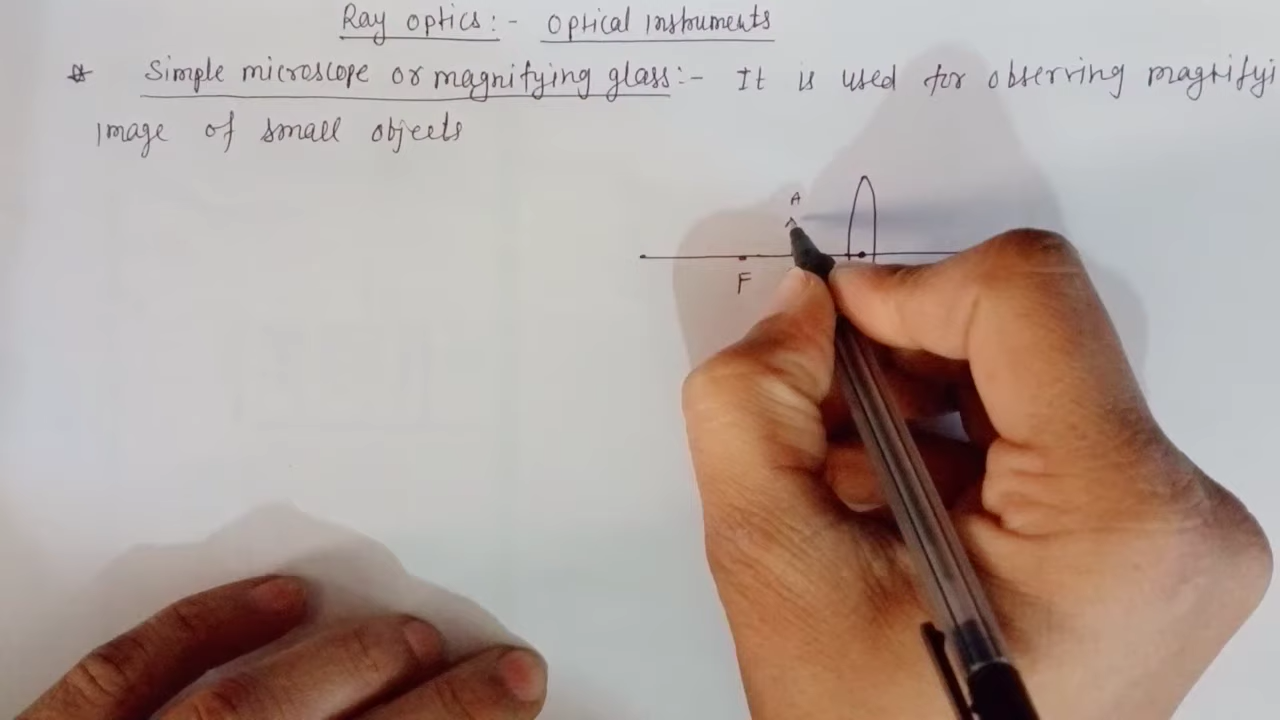 Ray optics:- Optical Instruments
* Simple microscope or magnifying glass:- It is used for observing magnifyi
image of small objects
A
F